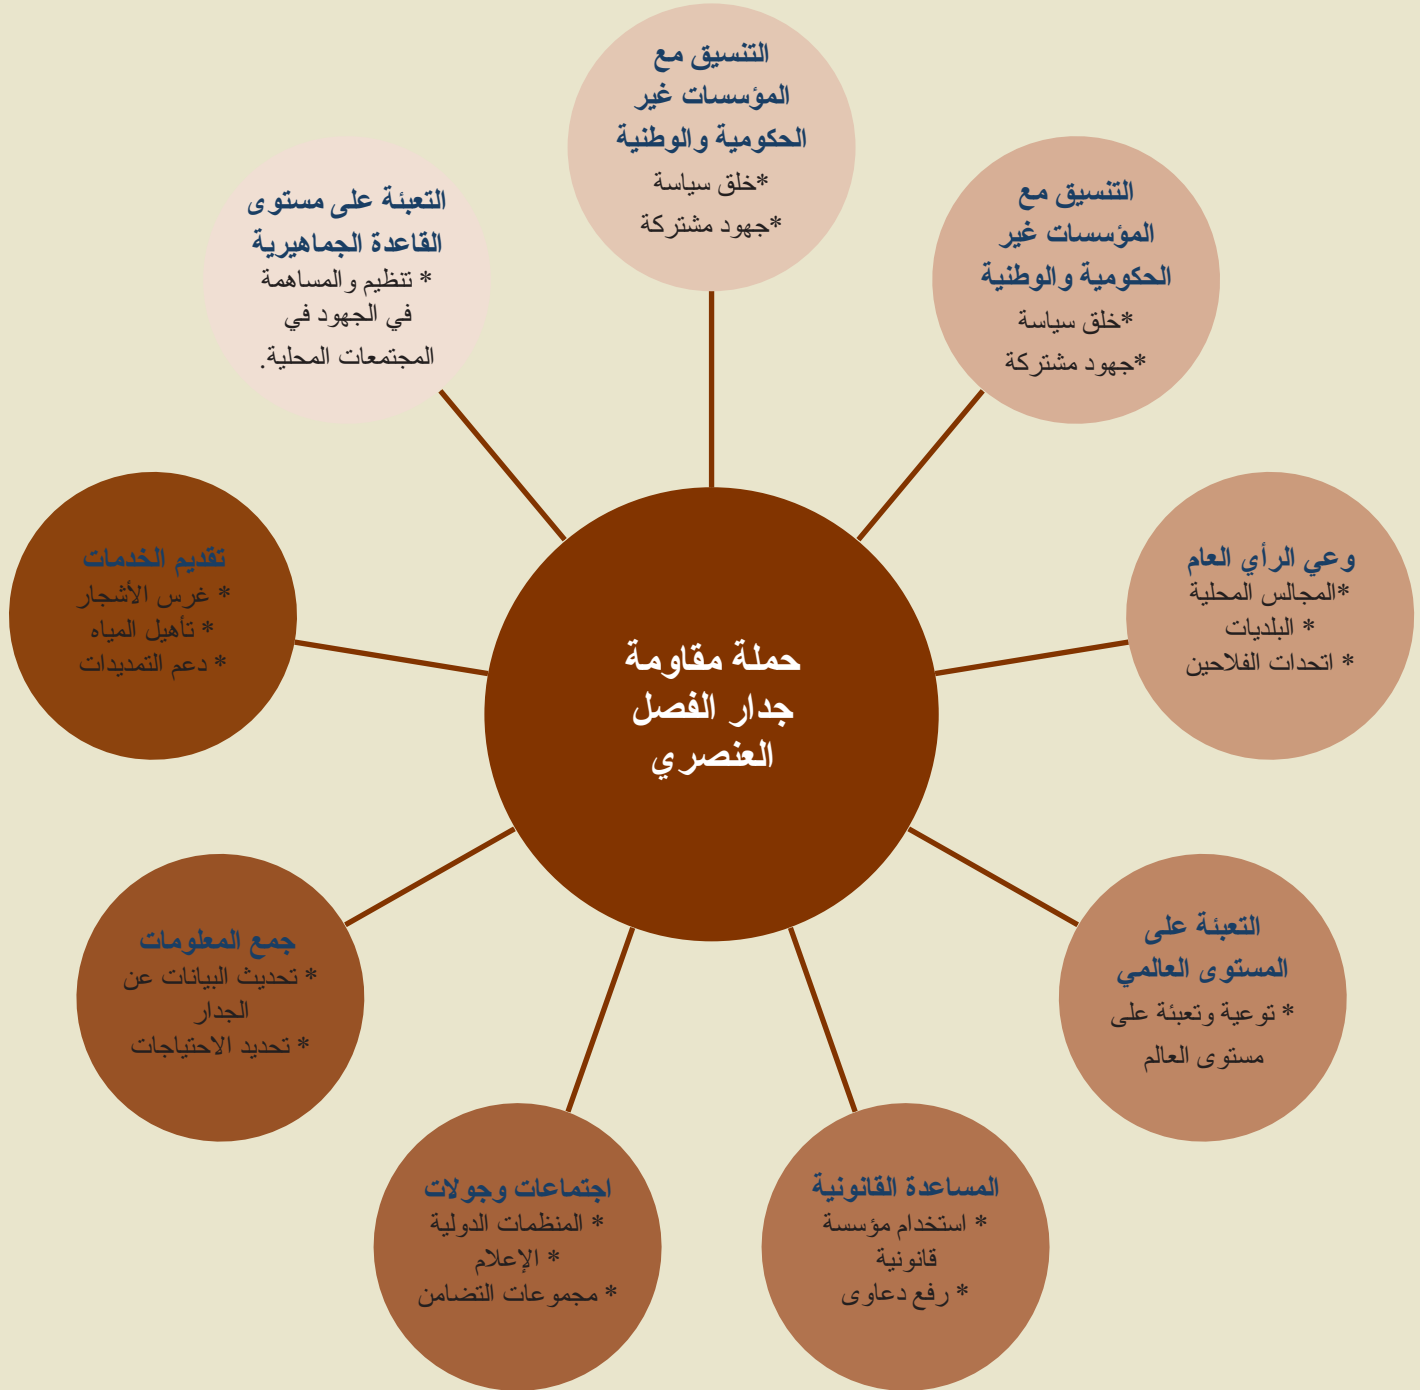 التنسيق مع
المؤسسات غير
الحكومية والوطنية
*خلق سياسة
*جهود مشتركة
التنسيق مع
المؤسسات غير
الحكومية والوطنية
*خلق سياسة
*جهود مشتركة
وعي الرأي العام
*المجالس المحلية
* البلديات
* اتحدات الفلاحين
التعبئة على
المستوى العالمي
* توعية وتعبئة على
مستوى العالم
المساعدة القانونية
* استخدام مؤسسة
قانونية
* رفع دعاوى
اجتماعات وجولات
* المنظمات الدولية
* الإعلام
* مجموعات التضامن
جمع المعلومات
* تحديث البيانات عن
الجدار
* تحديد الاحتياجات
تقديم الخدمات
* غرس الأشجار
* تأهيل المياه
* دعم التمديدات
التعبئة على مستوى
القاعدة الجماهيرية
* تنظيم والمساهمة
في الجهود في
المجتمعات المحلية.
حملة مقاومة
جدار الفصل
العنصري